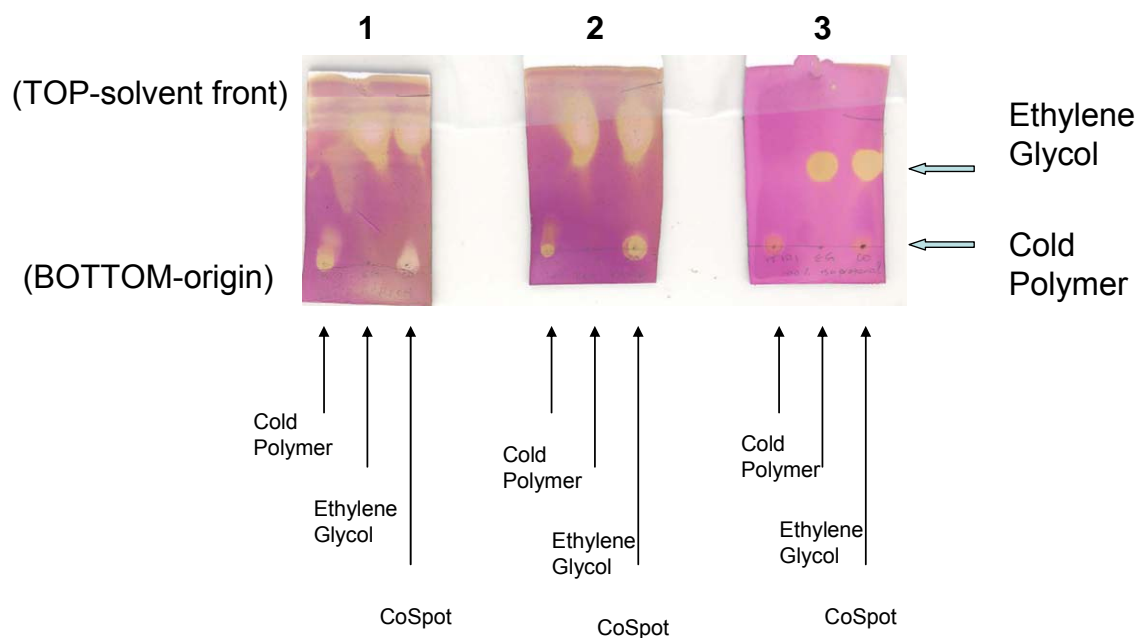 1
2
3
(TOP-solvent front)
Ethylene
Glycol
(BOTTOM-origin)
Cold
Polymer
Cold
Polymer
Ethylene
Glycol
CoSpot
Cold
Polymer
Ethylene
Glycol
CoSpot
Cold
Polymer
Ethylene
Glycol
CoSpot